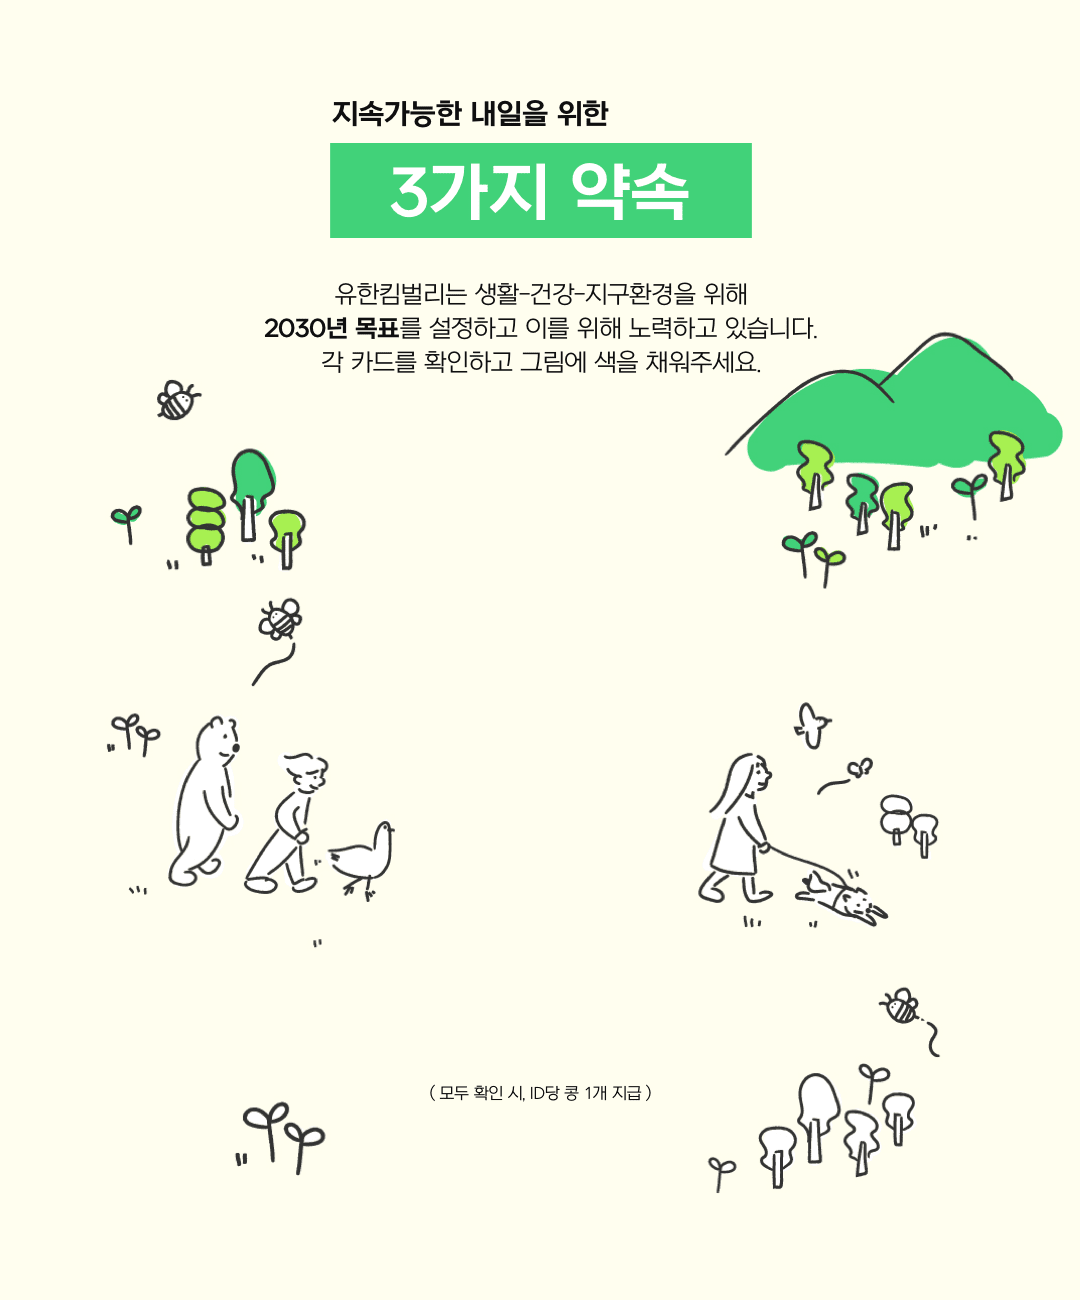 지속가능한 내일을 위한
3가지 약속
유한킴벌리는 생활-건강-지구환경을 위해
2030년 목표를 설정하고 이를 위해 노력하고 있습니다.
각 카드를 확인하고 그림에 색을 채워주세요.
( 모두 확인 시, ID당 콩 1개 지급 )